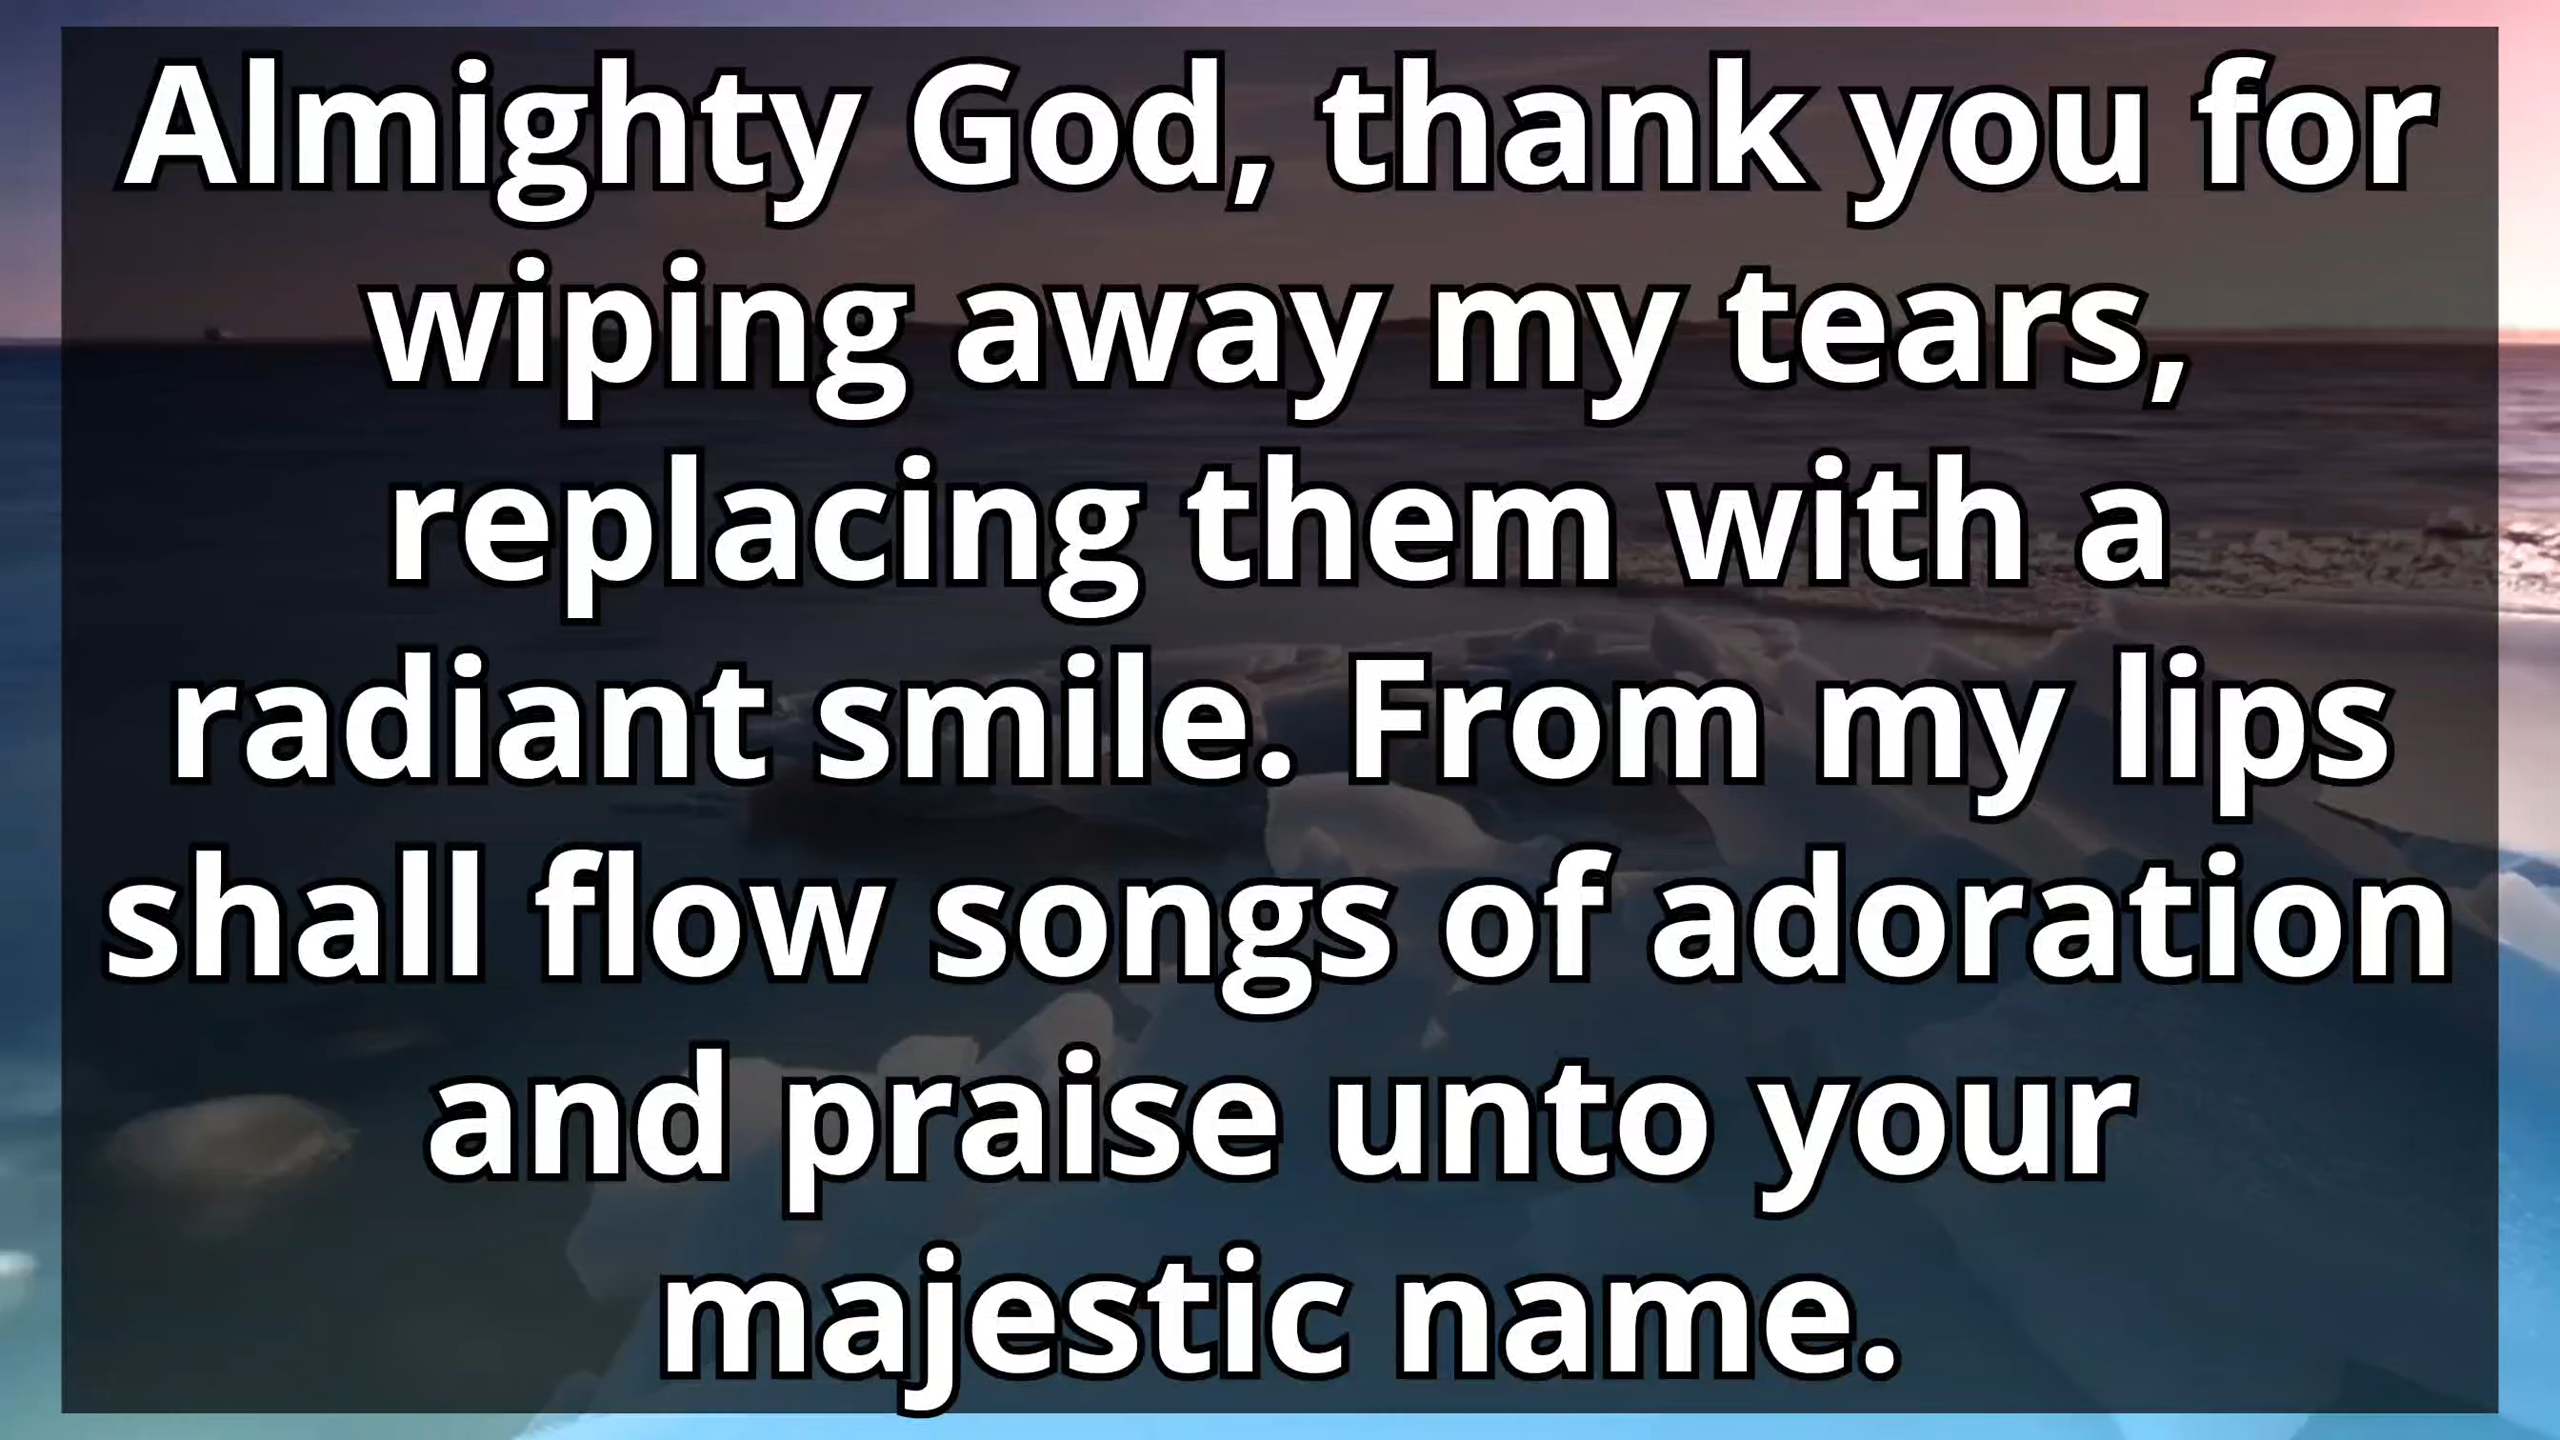 Almighty God, thank you for
wiping away my tears,
replacing them with a
radiant smile. From my lips
shall flow songs of adoration
and praise unto your
majestic name.